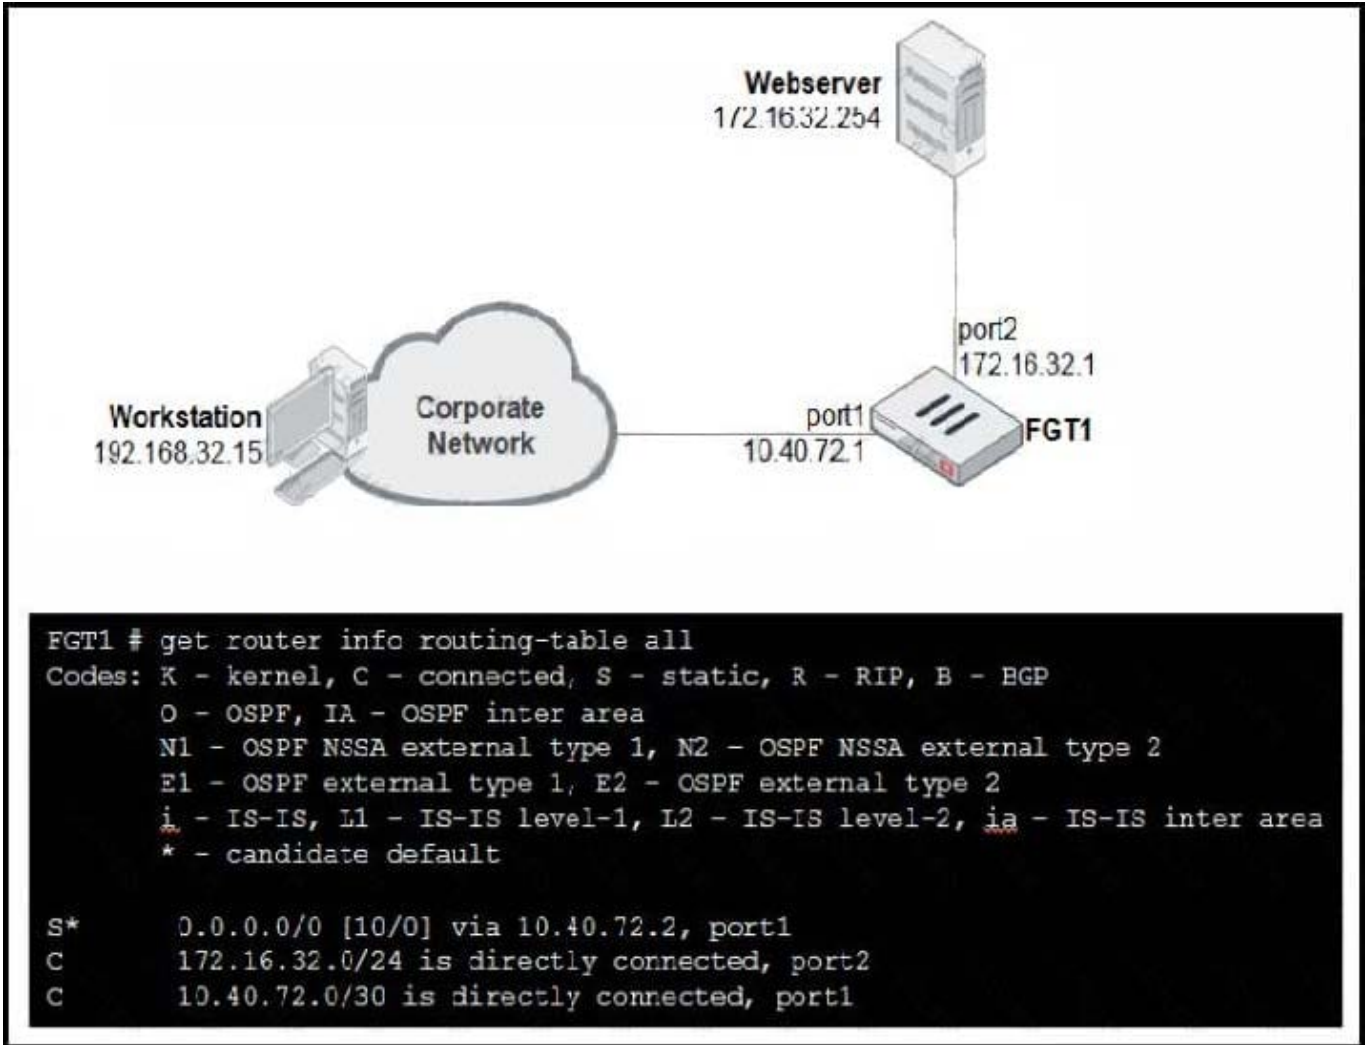 Webserver
172.16.32.254
port2
172.16.32.1
Corporate
Network
Workstation
192.168.32.15
port1
10.40.72.1
FGT1
FGT1 # get router info routing-table all
Codes: K - kernel, C - connected, S - static, R - RIP, B - BGP
O - OSPF, IA - OSPF inter area
N1 - OSPF NSSA external type 1, N2 - OSPF NSSA external type 2
E1 - OSPF external type 1, E2 - OSPF external type 2
i - IS-IS, L1 - IS-IS level-1, L2 - IS-IS level-2, ia - IS-IS inter area
* - candidate default
S* 0.0.0.0/0 [10/0] via 10.40.72.2, port1
C 172.16.32.0/24 is directly connected, port2
C 10.40.72.0/30 is directly connected, port1